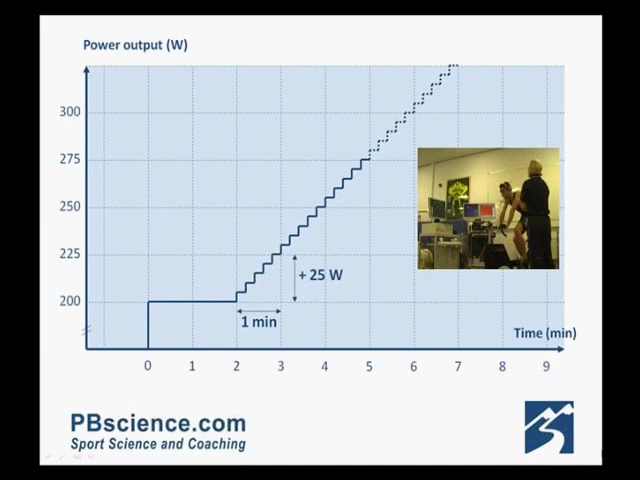 Power output (W)
300
275
250
225
200
+ 25 W
1 min
Time (min)
0 1 2 3 4 5 6 7 8 9
PBscience.com
Sport Science and Coaching